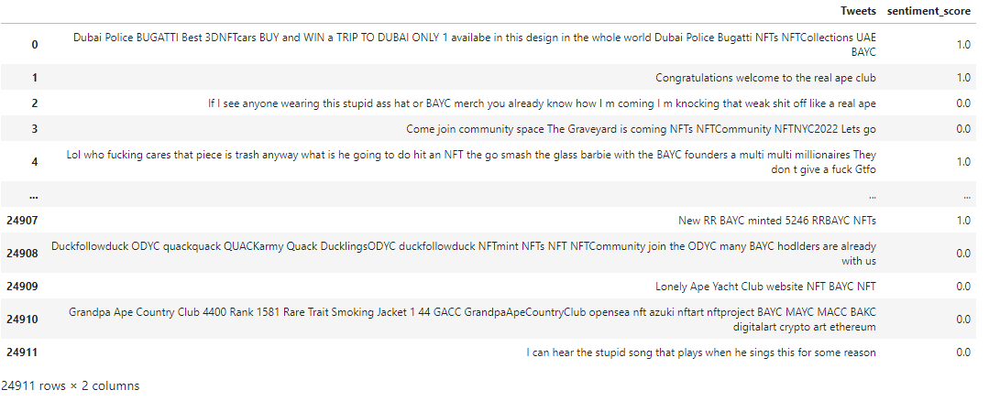 Tweets sentiment_score
0 Dubai Police BUGATTI Best 3DNFTcars BUY and WIN a TRIP TO DUBAI ONLY 1 availabe in this design in the whole world Dubai Police Bugatti NFTs NFTCollections UAE 1.0
BAYC
1 Congratulations welcome to the real ape club 1.0
2 If I see anyone wearing this stupid ass hat or BAYC merch you already know how I m coming I m knocking that weak shit off like a real ape 0.0
3 Come join community space The Graveyard is coming NFTs NFTCommunity NFTNYC2022 Lets go 0.0
4 Lol who fucking cares that piece is trash anyway what is he going to do hit an NFT the go smash the glass barbie with the BAYC founders a multi multi millionaires They 1.0
don t give a fuck Gtfo
... ... ...
24907 New RR BAYC minted 5246 RRBAYC NFTs 1.0
24908 Duckfollowduck ODYC quackquack QUACKarmy Quack DucklingsODYC duckfollowduck NFTmint NFTs NFT NFTCommunity join the ODYC many BAYC hodlders are already 0.0
with us
24909 Lonely Ape Yacht Club website NFT BAYC NFT 0.0
24910 Grandpa Ape Country Club 4400 Rank 1581 Rare Trait Smoking Jacket 1 44 GACC GrandpaApeCountryClub opensea nft azuki nftart nftproject BAYC MAYC MACC BAKC 0.0
digitalart crypto art ethereum
24911 I can hear the stupid song that plays when he sings this for some reason 0.0
24911 rows × 2 columns